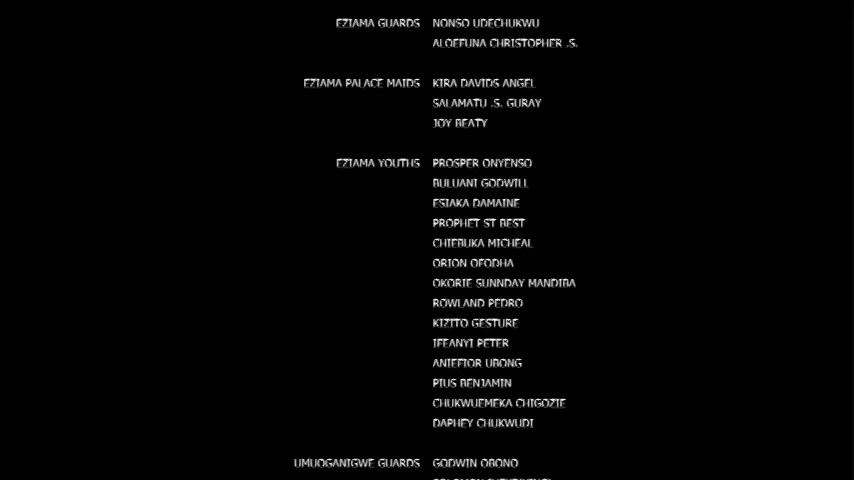 EZIAMA GUARDS NONSO UDECHUKWU
ALOEFUNA CHRISTOPHER .S.
EZIAMA PALACE MAIDS KIRA DAVIDS ANGEL
SALAMATU .S. GURAY
JOY BEATY
EZIAMA YOUTHS PROSPER ONYENSO
BULUANI GODWILL
ESIAKA DAMAINE
PROPHET ST BEST
CHIEBUKA MICHEAL
ORION OFODHA
OKORIE SUNNDAY MANDIBA
ROWLAND PEDRO
KIZITO GESTURE
IFEANYI PETER
ANIEFIOR UBONG
PIUS BENJAMIN
CHUKWUEMEKA CHIGOZIE
DAPHEY CHUKWUDI
UMUOGANIGWE GUARDS GODWIN OBONO